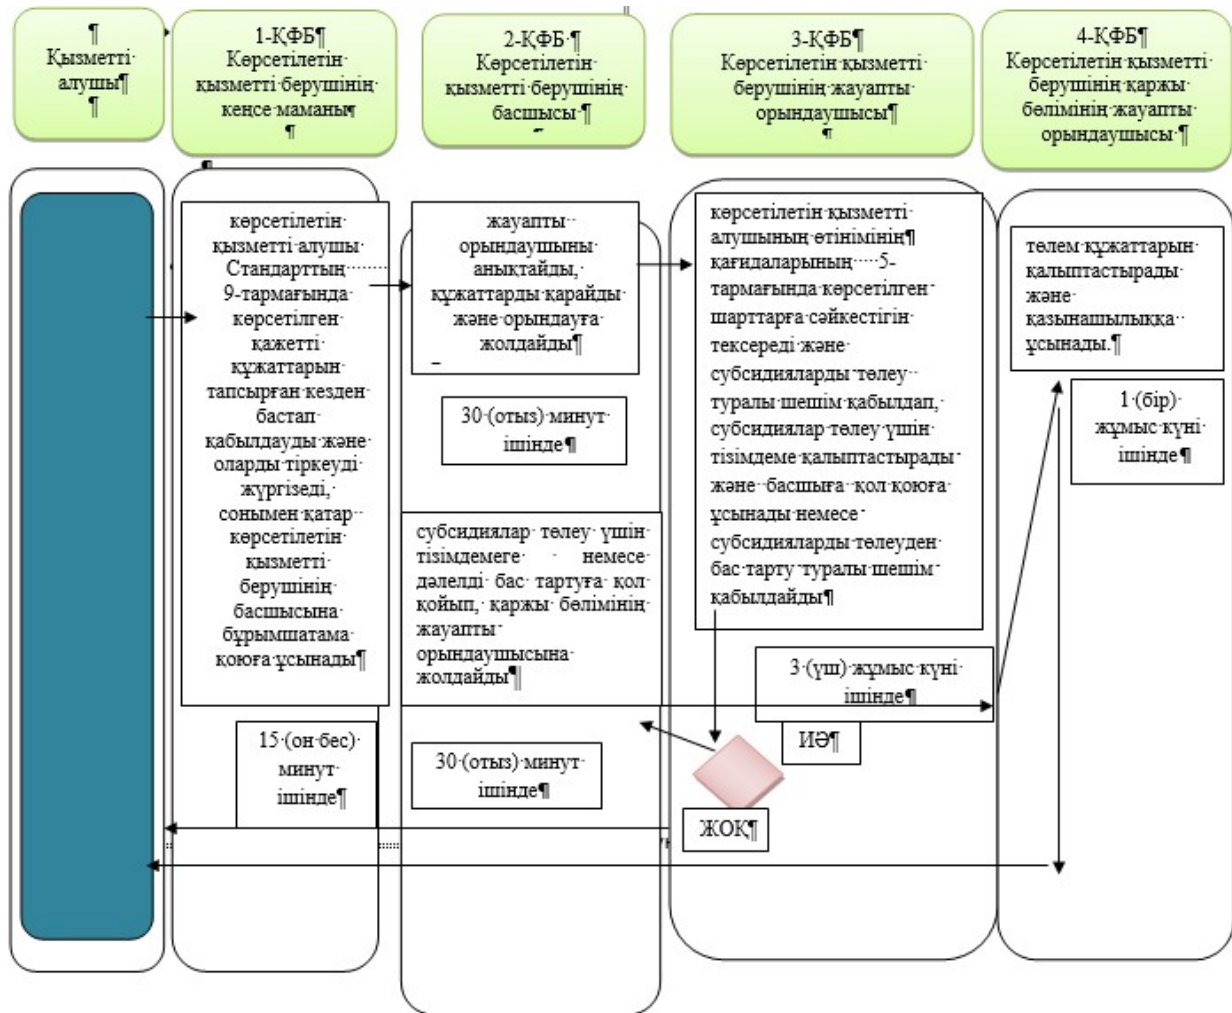 Қызметті
алушы¶
1-ҚФБ¶
Көрсетілетін
қызметті берушінің
кеңсе маманы¶
2-ҚФБ ¶
Көрсетілетін
қызметті берушінің
басшысы ¶
3-ҚФБ¶
Көрсетілетін қызметті
берушінің жауапты
орындаушысы¶
4-ҚФБ¶
Көрсетілетін қызметті
берушінің қаржы
бөлімінің жауапты
орындаушысы ¶
көрсетілетін
қызметті алушы
Стандарттың
9-тармағында
көрсетілген
қажетті
құжаттарын
тапсырған кезден
бастап
қабылдауды және
оларды тіркеуді
жүргізеді,
сонымен қатар
көрсетілетін
қызметті
берушінің
басшысына
бұрымшатама
қоюға ұсынады¶
15 (он бес)
минут
ішінде¶
жауапты
орындаушыны
анықтайды,
құжаттарды қарайды
және орындауға
жолдайды¶
30 (отыз) минут
ішінде¶
субсидиялар төлеу үшін
тізімдемеге немесе
дәлелді бас тартуға қол
қойып, қаржы бөлімінің
жауапты
орындаушысына
жолдайды¶
30 (отыз) минут
ішінде¶
көрсетілетін қызметті
алушының өтінімінің¶
қағидаларының 5-
тармағында көрсетілген
шарттарға сәйкестігін
тексереді және
субсидияларды төлеу
туралы шешім қабылдап,
субсидиялар төлеу үшін
тізімдеме қалыптастырады
және басшыға қол қоюға
ұсынады немесе
субсидияларды төлеуден
бас тарту туралы шешім
қабылдайды¶
3 (үш) жұмыс күні
ішінде¶
ИӘ¶
ЖОҚ¶
төлем құжаттарын
қалыптастырады
және
қазынашылыққа
ұсынады.¶
1 (бір)
жұмыс күні
ішінде¶